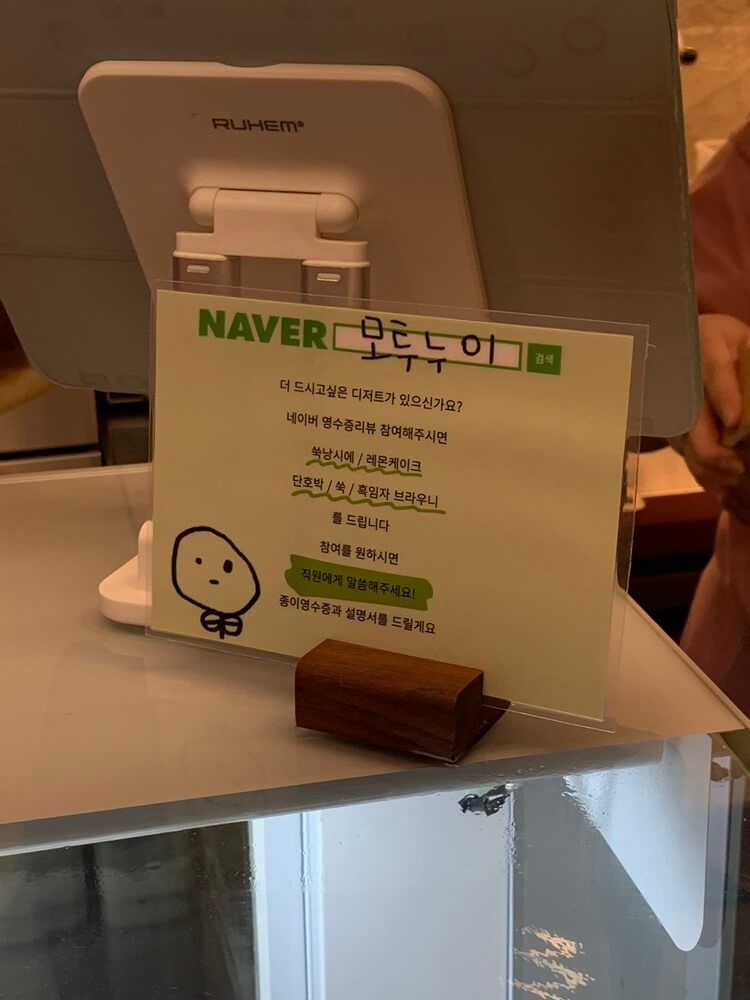 RUHEM®
NAVER 모투누이 검색
더 드시고싶은 디저트가 있으신가요?
네이버 영수증리뷰 참여해주시면
쑥낭시에 / 레몬케이크
단호박 / 쑥 / 흑임자 브라우니
를 드립니다
참여를 원하시면
직원에게 말씀해주세요!
종이영수증과 설명서를 드릴게요